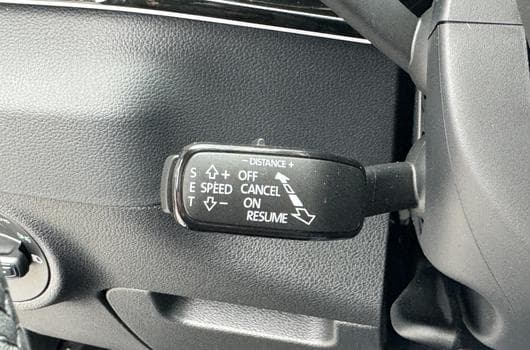 − DISTANCE +
S + OFF
E SPEED CANCEL
T − ON
RESUME